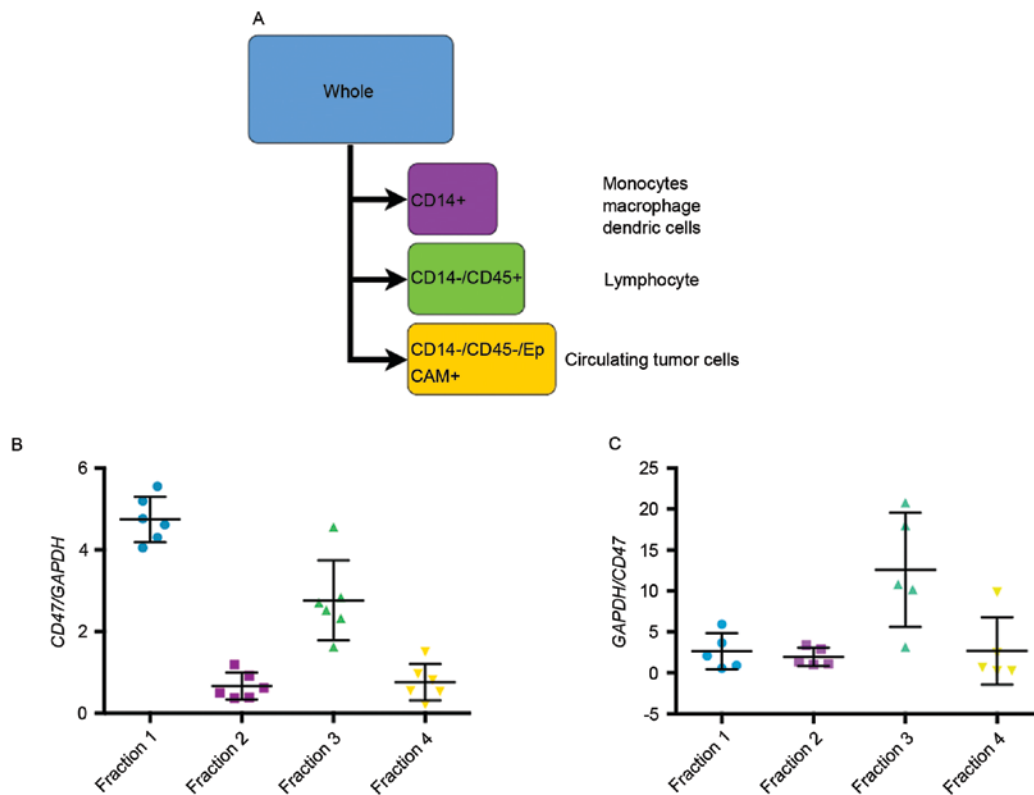 A
Whole
CD14+
Monocytes
macrophage
dendric cells
CD14-/CD45+
Lymphocyte
CD14-/CD45-/Ep
CAM+
Circulating tumor cells
B
CD47/GAPDH
6
4
2
0
Fraction 1
Fraction 2
Fraction 3
Fraction 4
C
GAPDH/CD47
25
20
15
10
5
0
-5
Fraction 1
Fraction 2
Fraction 3
Fraction 4